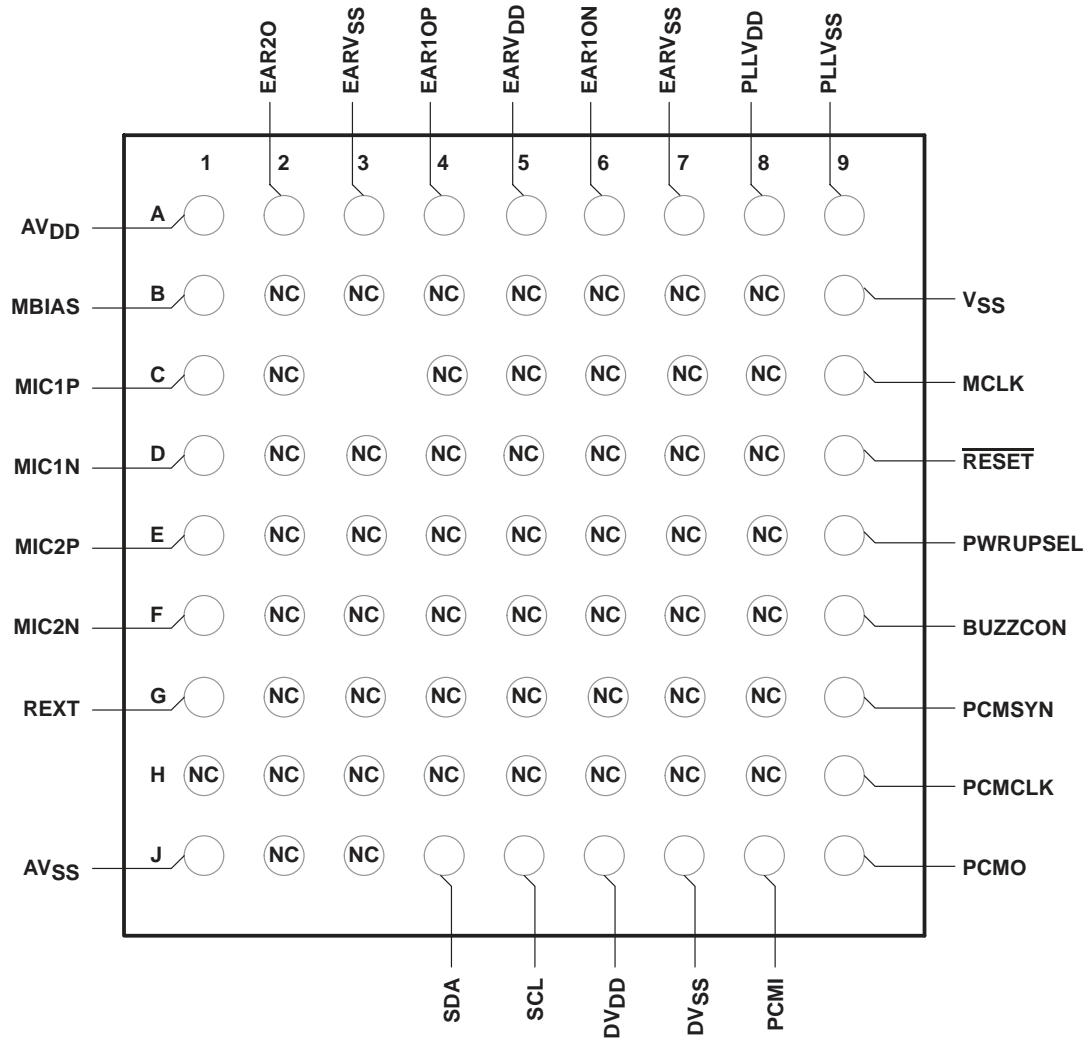 EAR2O
EARVSS
EAR1OP
EARVDD
EAR1ON
EARVSS
PLLVDD
PLLVSS
1 2 3 4 5 6 7 8 9
AVDD A
MBIAS B NC NC NC NC NC NC NC VSS
MIC1P C NC NC NC NC NC NC MCLK
MIC1N D NC NC NC NC NC NC NC RESET
MIC2P E NC NC NC NC NC NC NC PWRUPSEL
MIC2N F NC NC NC NC NC NC NC BUZZCON
REXT G NC NC NC NC NC NC NC PCMSYN
H NC NC NC NC NC NC NC NC PCMCLK
AVSS J NC NC PCMO
SDA
SCL
DVDD
DVSS
PCMI